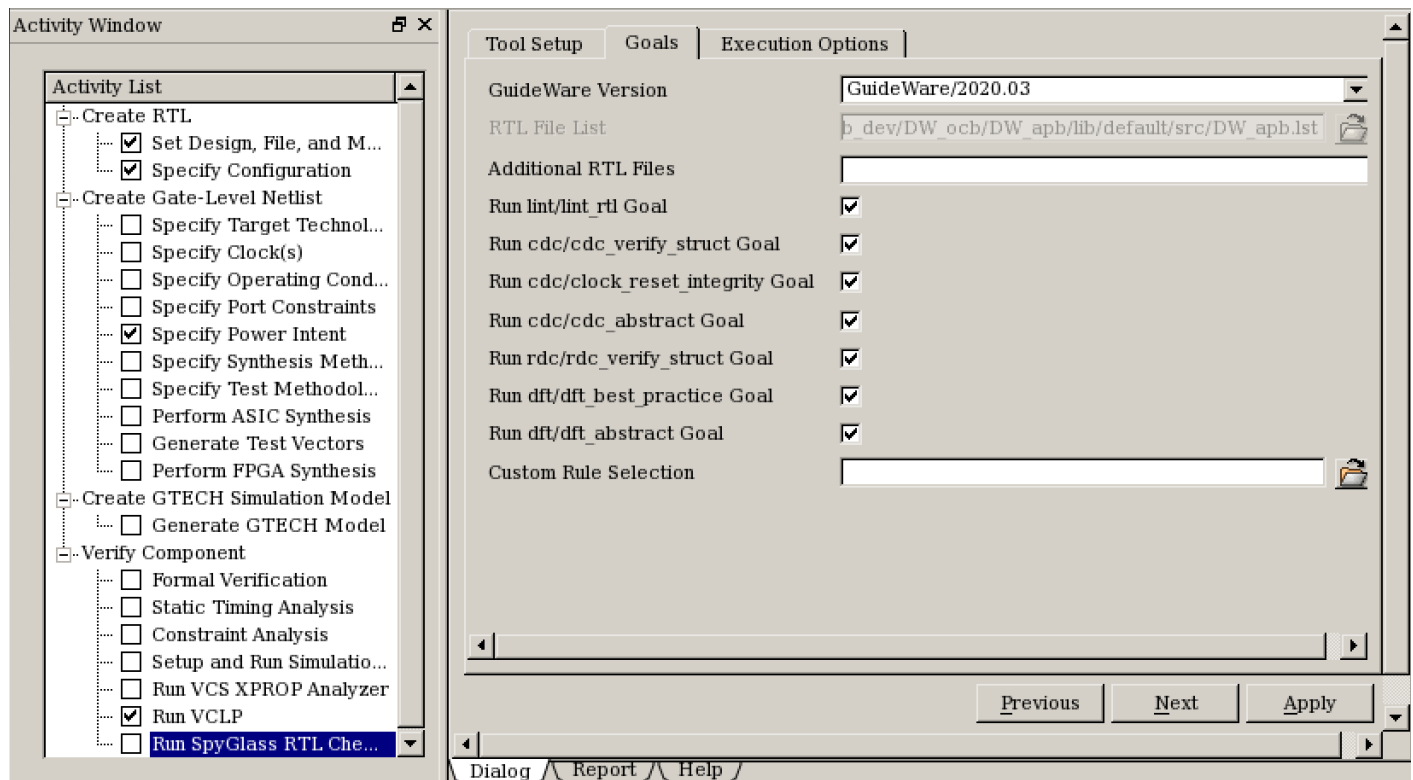 Activity Window
Activity List
Create RTL
Set Design, File, and M...
Specify Configuration
Create Gate-Level Netlist
Specify Target Technol...
Specify Clock(s)
Specify Operating Cond...
Specify Port Constraints
Specify Power Intent
Specify Synthesis Meth...
Specify Test Methodol...
Perform ASIC Synthesis
Generate Test Vectors
Perform FPGA Synthesis
Create GTECH Simulation Model
Generate GTECH Model
Verify Component
Formal Verification
Static Timing Analysis
Constraint Analysis
Setup and Run Simulatio...
Run VCS XPROP Analyzer
Run VCLP
Run SpyGlass RTL Che...
Tool Setup Goals Execution Options
GuideWare Version GuideWare/2020.03
RTL File List b_dev/DW_ocb/DW_apb/lib/default/src/DW_apb.lst
Additional RTL Files
Run lint/lint_rtl Goal
Run cdc/cdc_verify_struct Goal
Run cdc/clock_reset_integrity Goal
Run cdc/cdc_abstract Goal
Run rdc/rdc_verify_struct Goal
Run dft/dft_best_practice Goal
Run dft/dft_abstract Goal
Custom Rule Selection
Previous Next Apply
Dialog Report Help